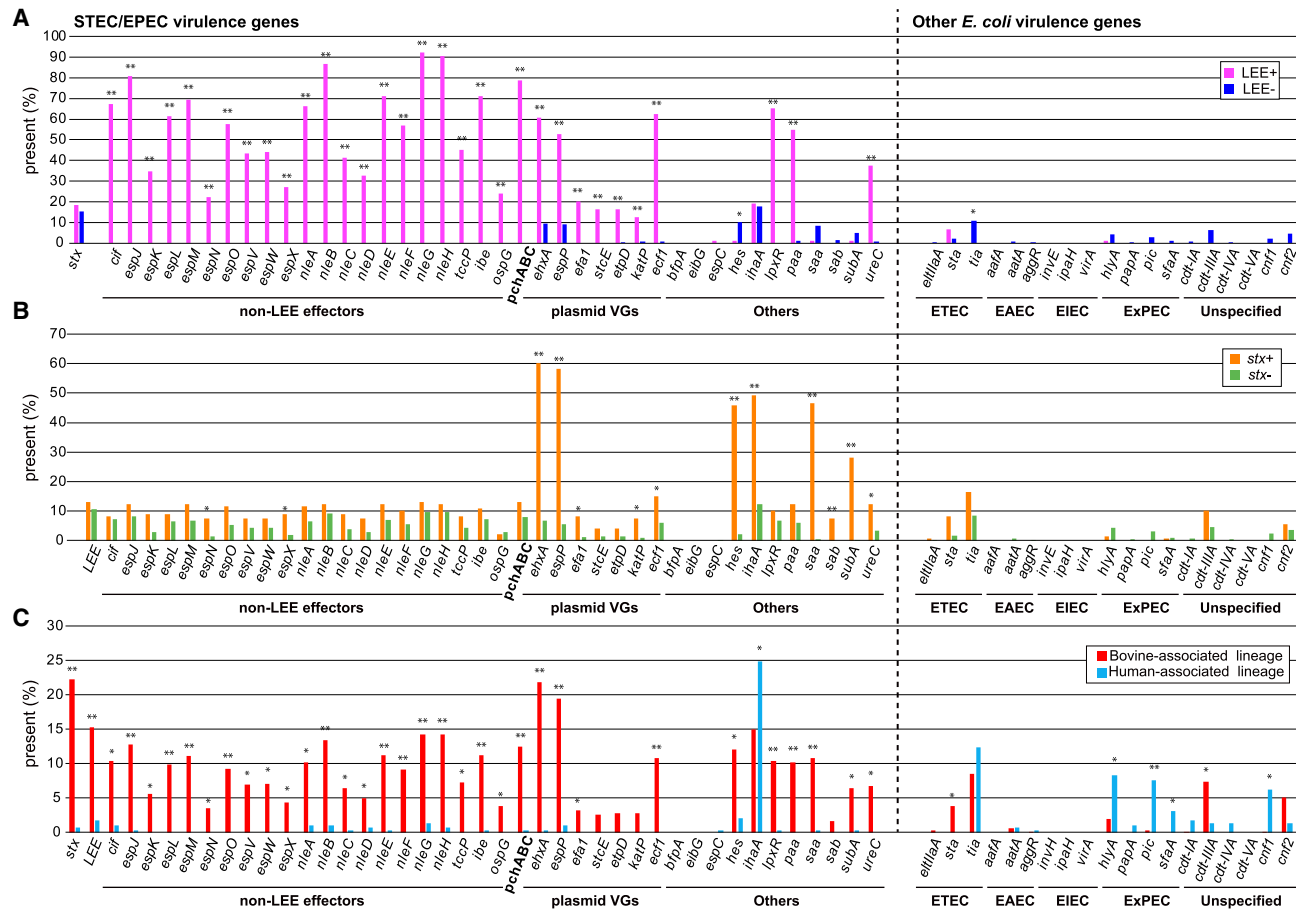 A
STEC/EPEC virulence genes
Other E. coli virulence genes
present (%)
100
90
80
70
60
50
40
30
20
10
0
LEE+
LEE-
** ** ** ** ** ** ** ** ** ** ** ** ** ** ** ** ** ** ** ** ** ** ** ** ** ** ** ** ** * ** ** ** *
stx cif espJ espK espL espM espN espO espV espW espX nleA nleB nleC nleD nleE nleF nleG nleH tccP ibe ospG pchABC ehxA espP efa1 stcE etpD katP ecf1 bfpA eibG espC hes ihaA lpxR paa saa sab subA ureC eltIIaA sta tia aafA aatA aggR invE ipaH virA hlyA papA pic sfaA cdt-IA cdt-IIIA cdt-IVA cdt-VA cnf1 cnf2
non-LEE effectors plasmid VGs Others ETEC EAEC EIEC ExPEC Unspecified
B
present (%)
70
60
50
40
30
20
10
0
stx+
stx-
* * ** ** * * * ** ** ** ** ** *
LEE cif espJ espK espL espM espN espO espV espW espX nleA nleB nleC nleD nleE nleF nleG nleH tccP ibe ospG pchABC ehxA espP efa1 stcE etpD katP ecf1 bfpA eibG espC hes ihaA lpxR paa saa sab subA ureC eltIIaA sta tia aafA aatA aggR invE ipaH virA hlyA papA pic sfaA cdt-IA cdt-IIIA cdt-IVA cdt-VA cnf1 cnf2
non-LEE effectors plasmid VGs Others ETEC EAEC EIEC ExPEC Unspecified
C
present (%)
30
25
20
15
10
5
0
Bovine-associated lineage
Human-associated lineage
** ** * ** * ** ** * ** * * * * ** * * ** ** ** ** * ** * ** ** ** * ** * * ** ** ** * * * * ** * * *
stx LEE cif espJ espK espL espM espN espO espV espW espX nleA nleB nleC nleD nleE nleF nleG nleH tccP ibe ospG pchABC ehxA espP efa1 stcE etpD katP ecf1 bfpA eibG espC hes ihaA lpxR paa saa sab subA ureC eltIIaA sta tia aafA aatA aggR invH ipaH virA hlyA papA pic sfaA cdt-IA cdt-IIIA cdt-IVA cdt-VA cnf1 cnf2
non-LEE effectors plasmid VGs Others ETEC EAEC EIEC ExPEC Unspecified